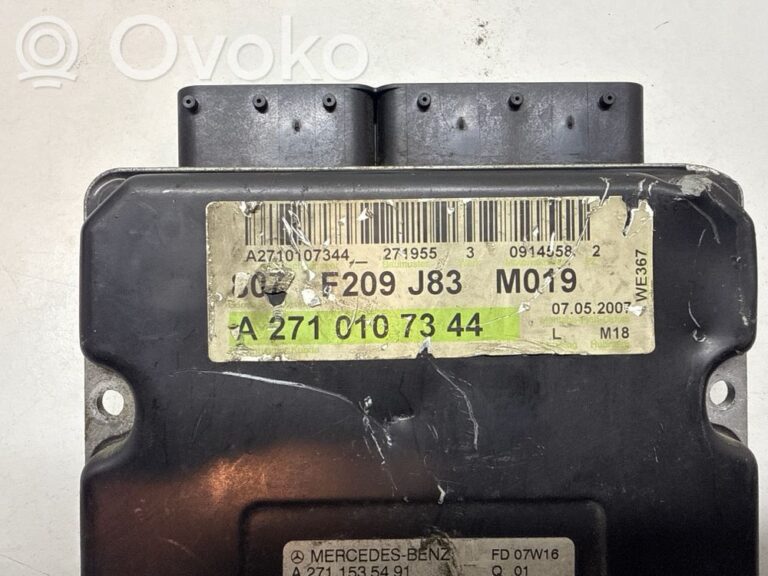 Ovoko
A2710107344_ 271955 3 0914558 2
F209 J83 M019
07.05.2007
A 271 010 73 44
L M18
WE367
MERCEDES-BENZ FD 07W16
A 271 153 54 91 Q 01